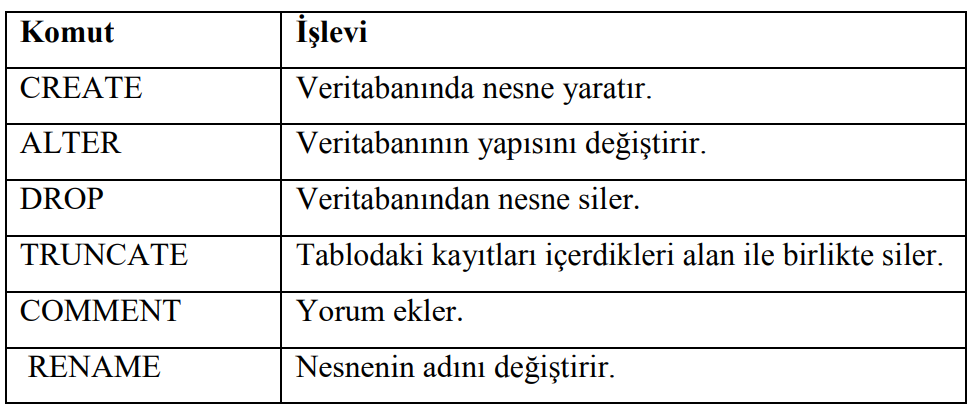 Komut İşlevi
CREATE Veritabanında nesne yaratır.
ALTER Veritabanının yapısını değiştirir.
DROP Veritabanından nesne siler.
TRUNCATE Tablodaki kayıtları içerdikleri alan ile birlikte siler.
COMMENT Yorum ekler.
RENAME Nesnenin adını değiştirir.